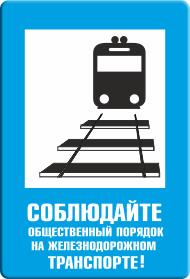 СОБЛЮДАЙТЕ
ОБЩЕСТВЕННЫЙ ПОРЯДОК
НА ЖЕЛЕЗНОДОРОЖНОМ
ТРАНСПОРТЕ!